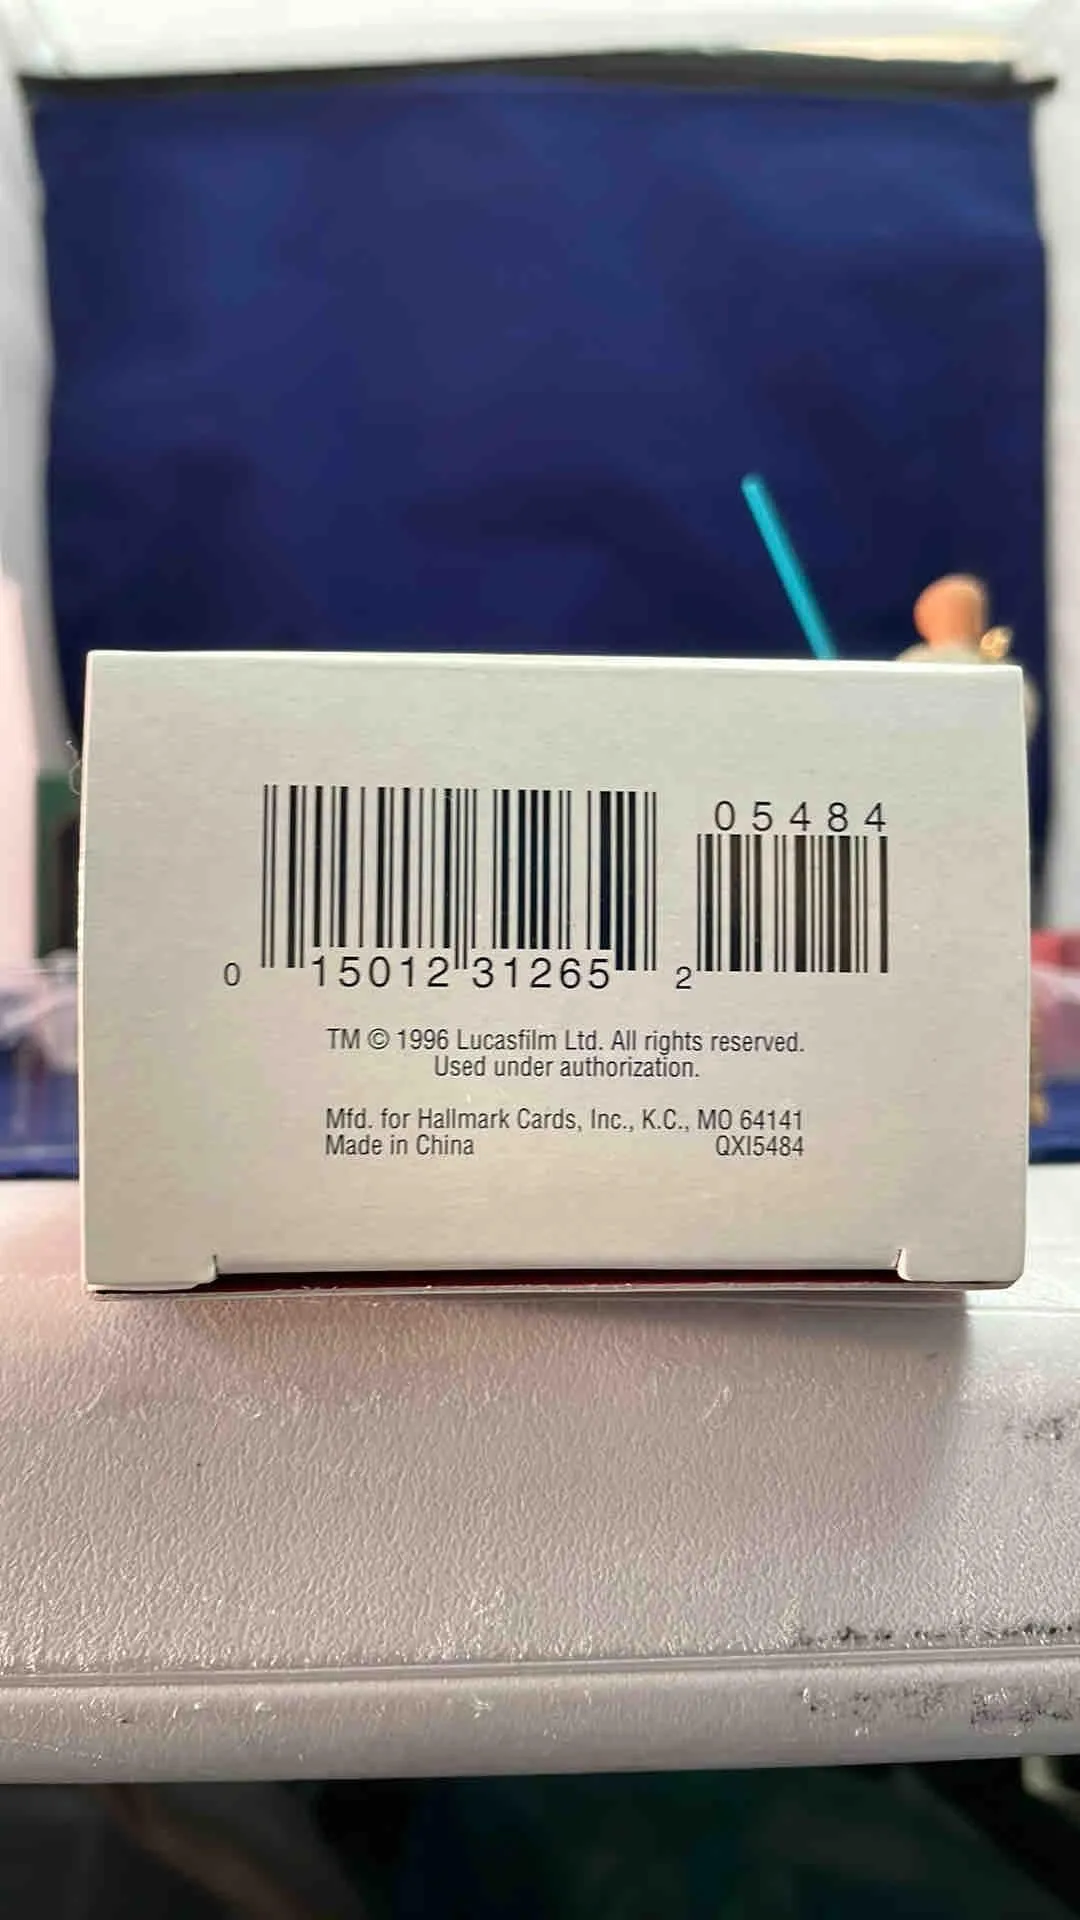 05484
0 15012 31265 2
TM © 1996 Lucasfilm Ltd. All rights reserved.
Used under authorization.
Mfd. for Hallmark Cards, Inc., K.C., MO 64141
Made in China QXI5484